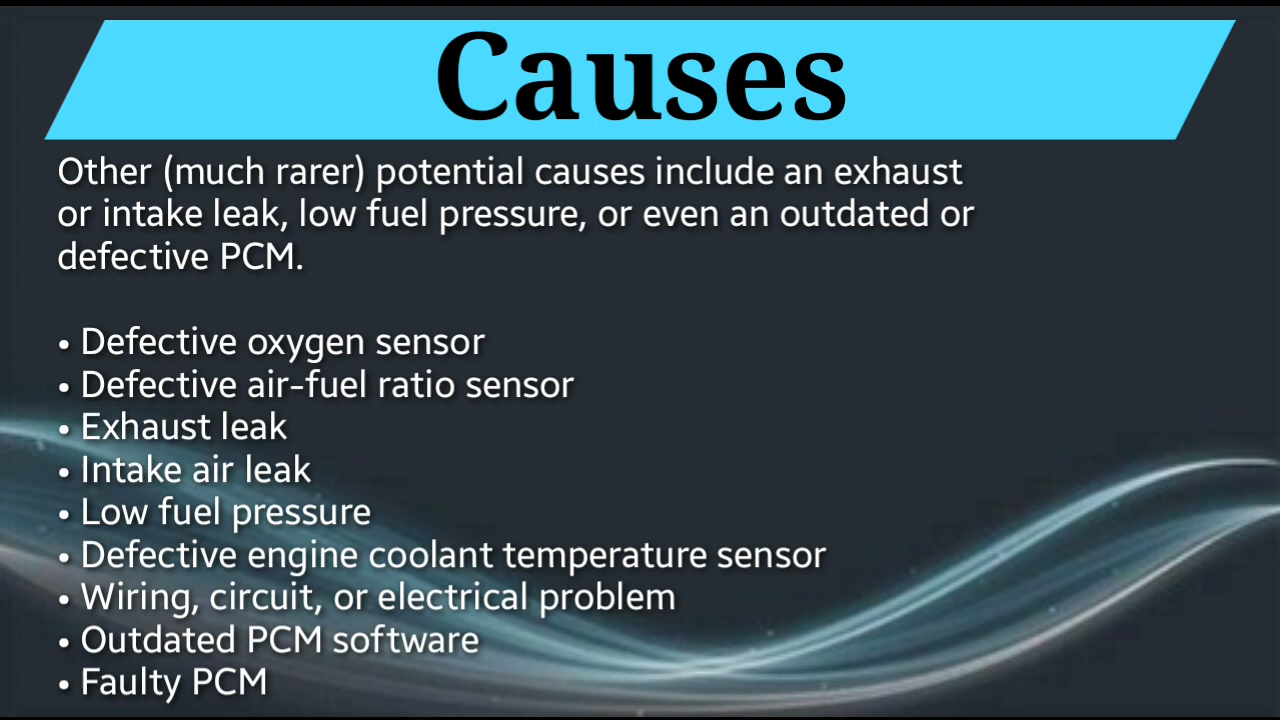 Causes
Other (much rarer) potential causes include an exhaust
or intake leak, low fuel pressure, or even an outdated or
defective PCM.
• Defective oxygen sensor
• Defective air-fuel ratio sensor
• Exhaust leak
• Intake air leak
• Low fuel pressure
• Defective engine coolant temperature sensor
• Wiring, circuit, or electrical problem
• Outdated PCM software
• Faulty PCM